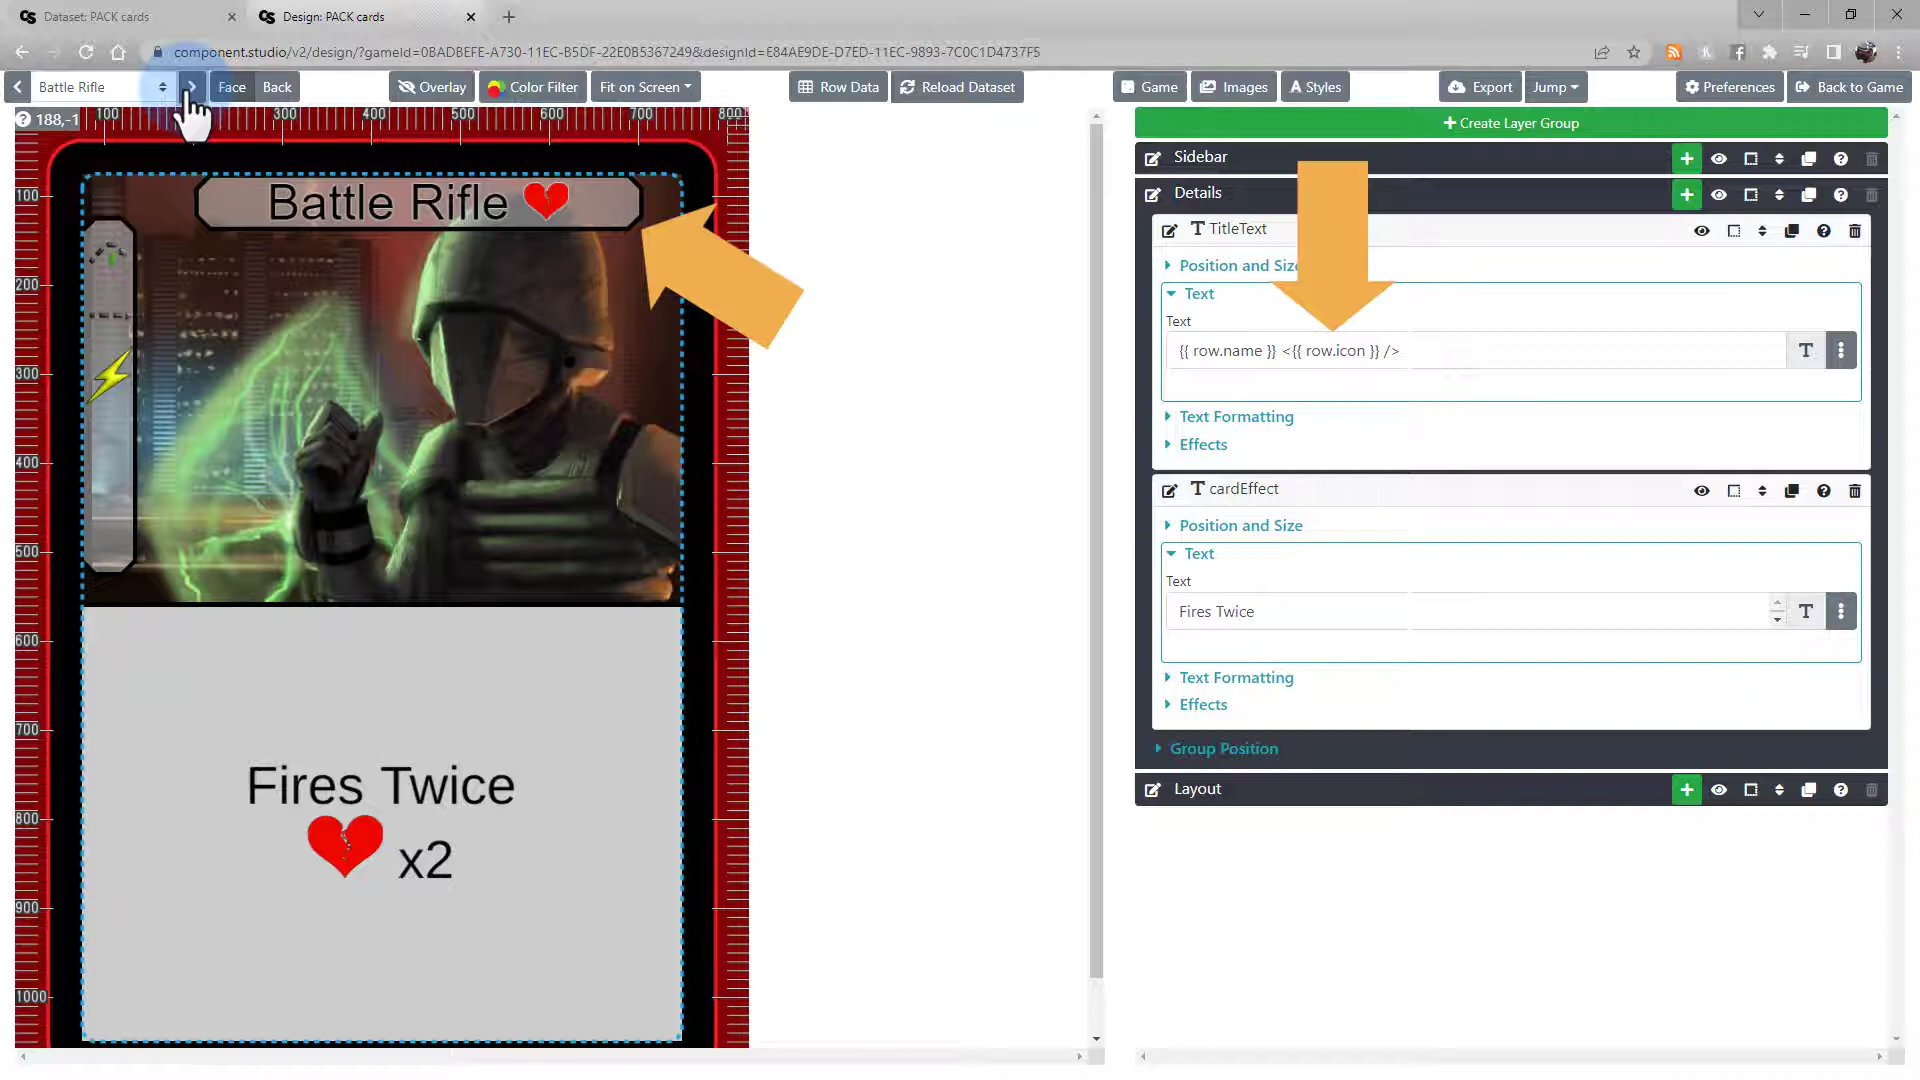 Dataset: PACK cards
Design: PACK cards
component.studio/v2/design/?gameId=0BADBEFE-A730-11EC-B5DF-22E0B5367249&designId=E84AE9DE-D7ED-11EC-9893-7C0C1D4737F5
Battle Rifle
Face
Back
Overlay
Color Filter
Fit on Screen
Row Data
Reload Dataset
Game
Images
Styles
Export
Jump
Preferences
Back to Game
188,-1
100
200
300
400
500
600
700
800
100
200
300
400
500
600
700
800
900
1000
Battle Rifle
Fires Twice
x2
Create Layer Group
Sidebar
Details
TitleText
Position and Size
Text
Text
{{ row.name }} <{{ row.icon }} />
Text Formatting
Effects
cardEffect
Position and Size
Text
Text
Fires Twice
Text Formatting
Effects
Group Position
Layout